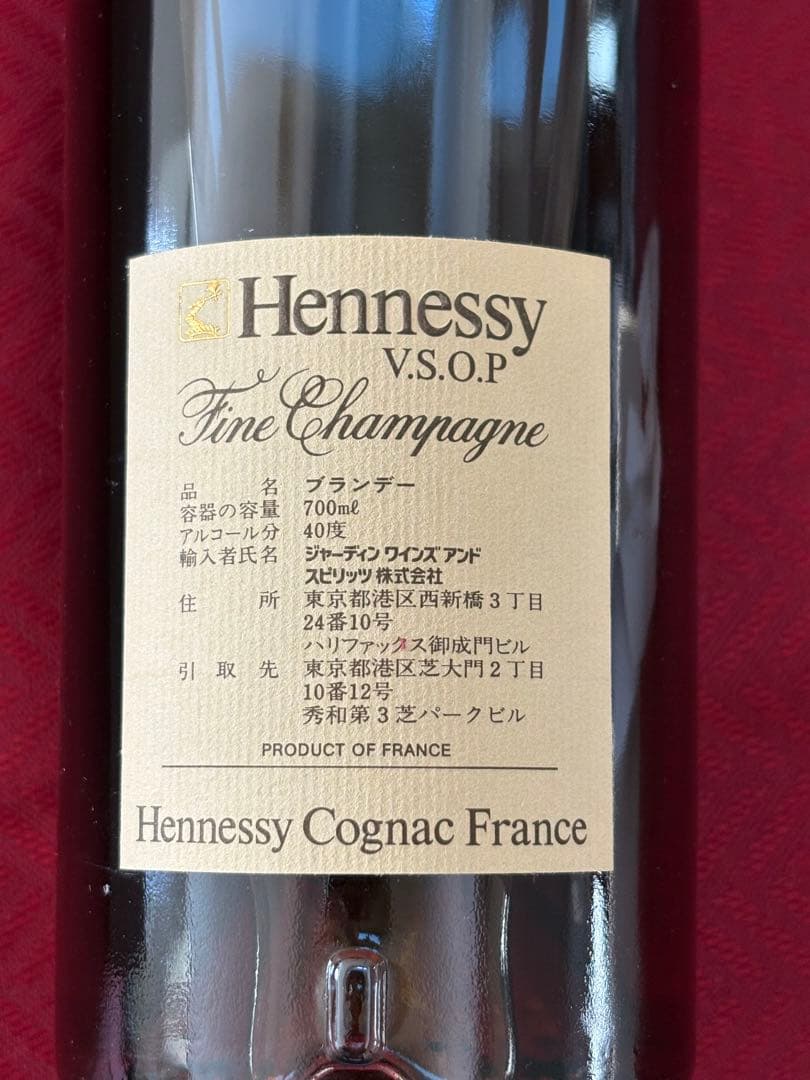 Hennessy
V.S.O.P
Fine Champagne
品名 ブランデー
容器の容量 700mℓ
アルコール分 40度
輸入者氏名 ジャーディン ワインズ アンド
スピリッツ 株式会社
住所 東京都港区西新橋3丁目
24番10号
ハリファックス御成門ビル
引取先 東京都港区芝大門2丁目
10番12号
秀和第3芝パークビル
PRODUCT OF FRANCE
Hennessy Cognac France